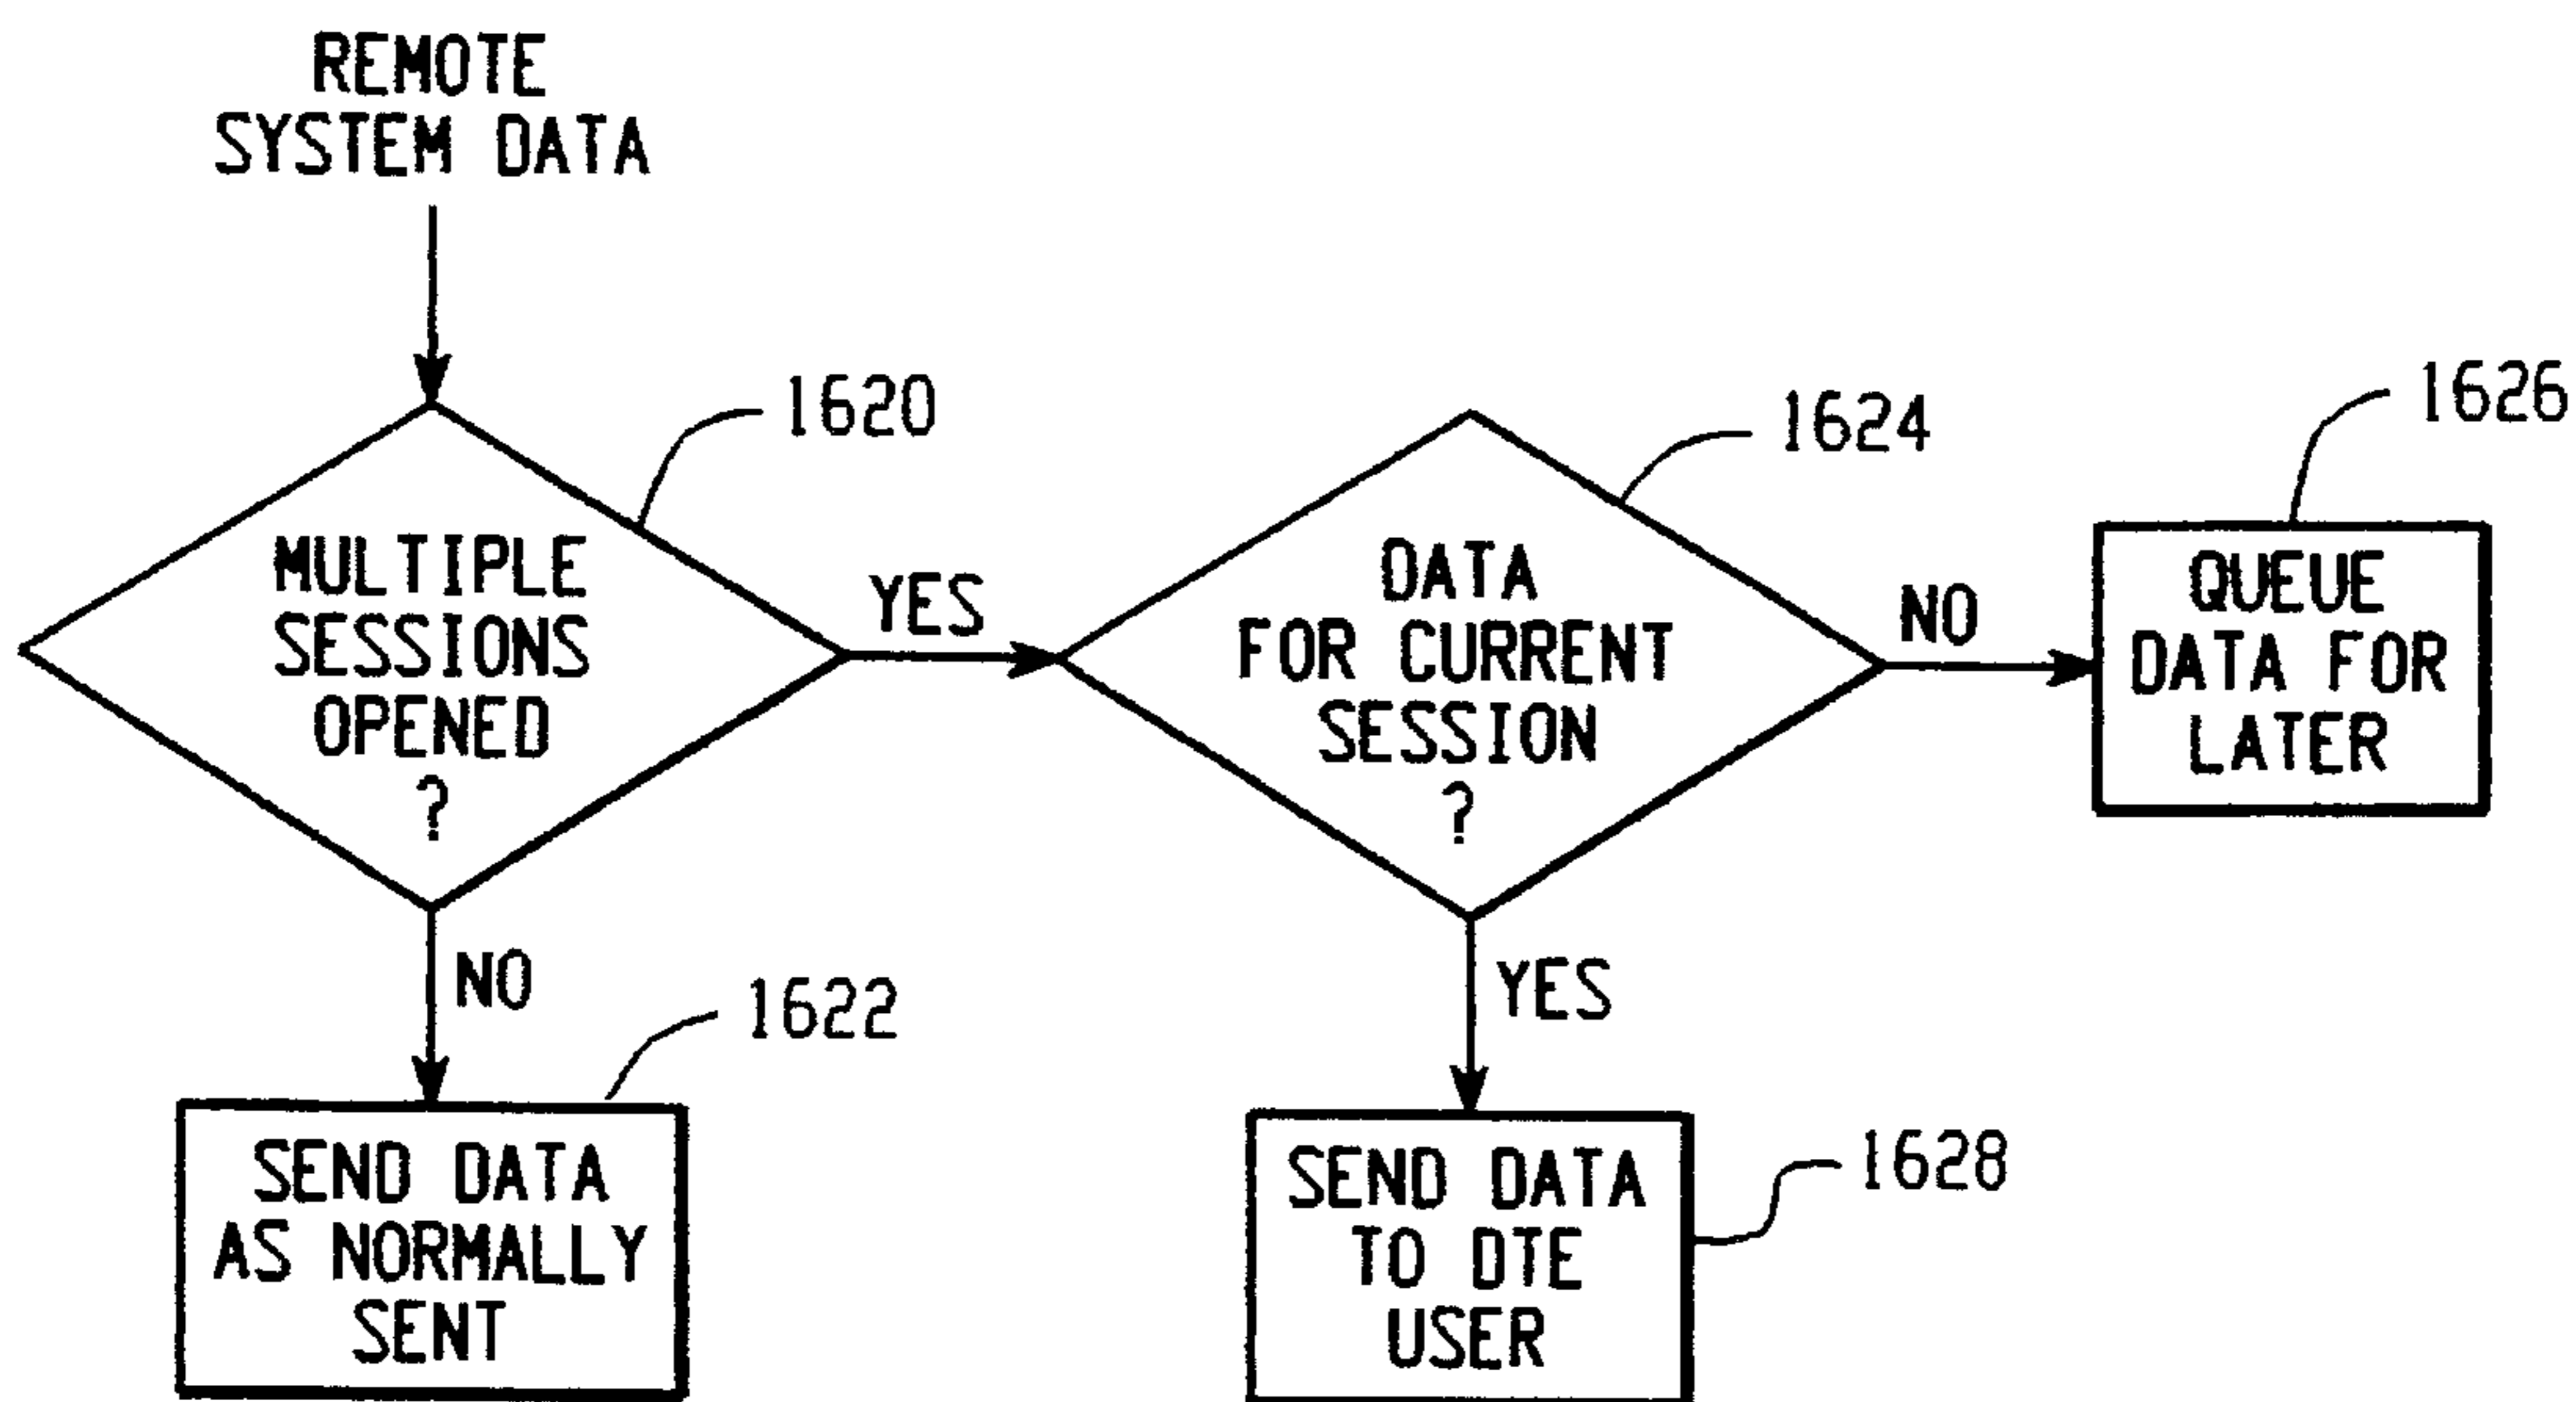 REMOTE
SYSTEM DATA
1620
MULTIPLE
SESSIONS
OPENED
?
YES
NO
1622
SEND DATA
AS NORMALLY
SENT
1624
DATA
FOR CURRENT
SESSION
?
NO
1626
QUEUE
DATA FOR
LATER
YES
1628
SEND DATA
TO DTE
USER